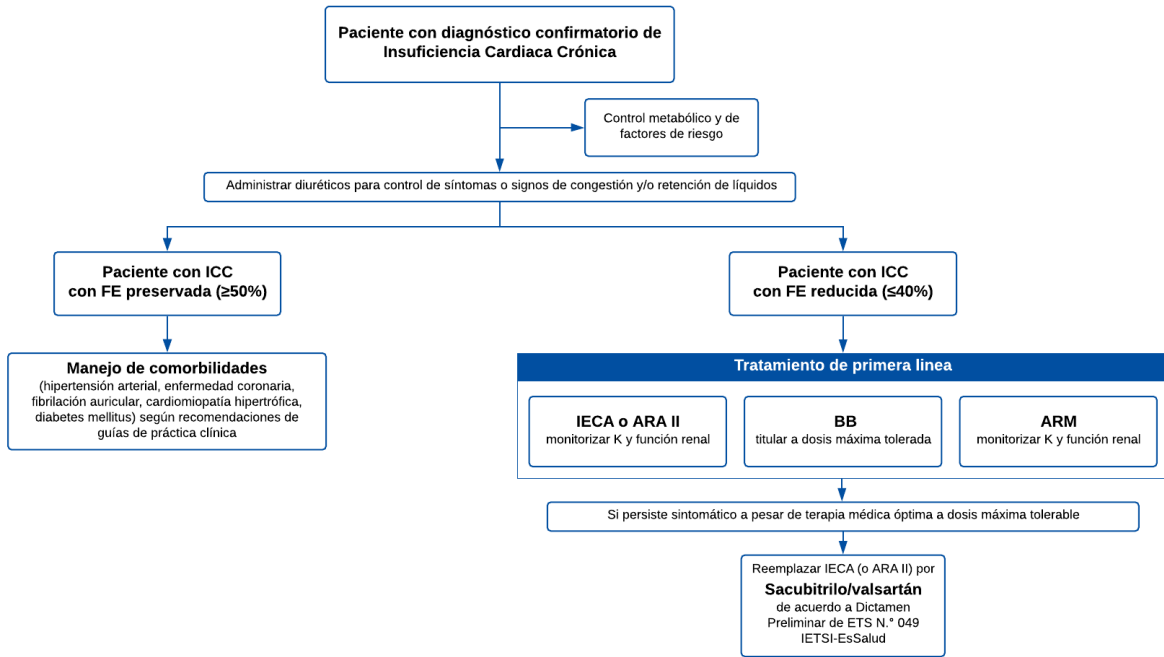 Paciente con diagnóstico confirmatorio de
Insuficiencia Cardiaca Crónica
Control metabólico y de
factores de riesgo
Administrar diuréticos para control de síntomas o signos de congestión y/o retención de líquidos
Paciente con ICC
con FE preservada (≥50%)
Paciente con ICC
con FE reducida (≤40%)
Manejo de comorbilidades
(hipertensión arterial, enfermedad coronaria,
fibrilación auricular, cardiomiopatía hipertrófica,
diabetes mellitus) según recomendaciones de
guías de práctica clínica
Tratamiento de primera linea
IECA o ARA II
monitorizar K y función renal
BB
titular a dosis máxima tolerada
ARM
monitorizar K y función renal
Si persiste sintomático a pesar de terapia médica óptima a dosis máxima tolerable
Reemplazar IECA (o ARA II) por
Sacubitrilo/valsartán
de acuerdo a Dictamen
Preliminar de ETS N.° 049
IETSI-EsSalud